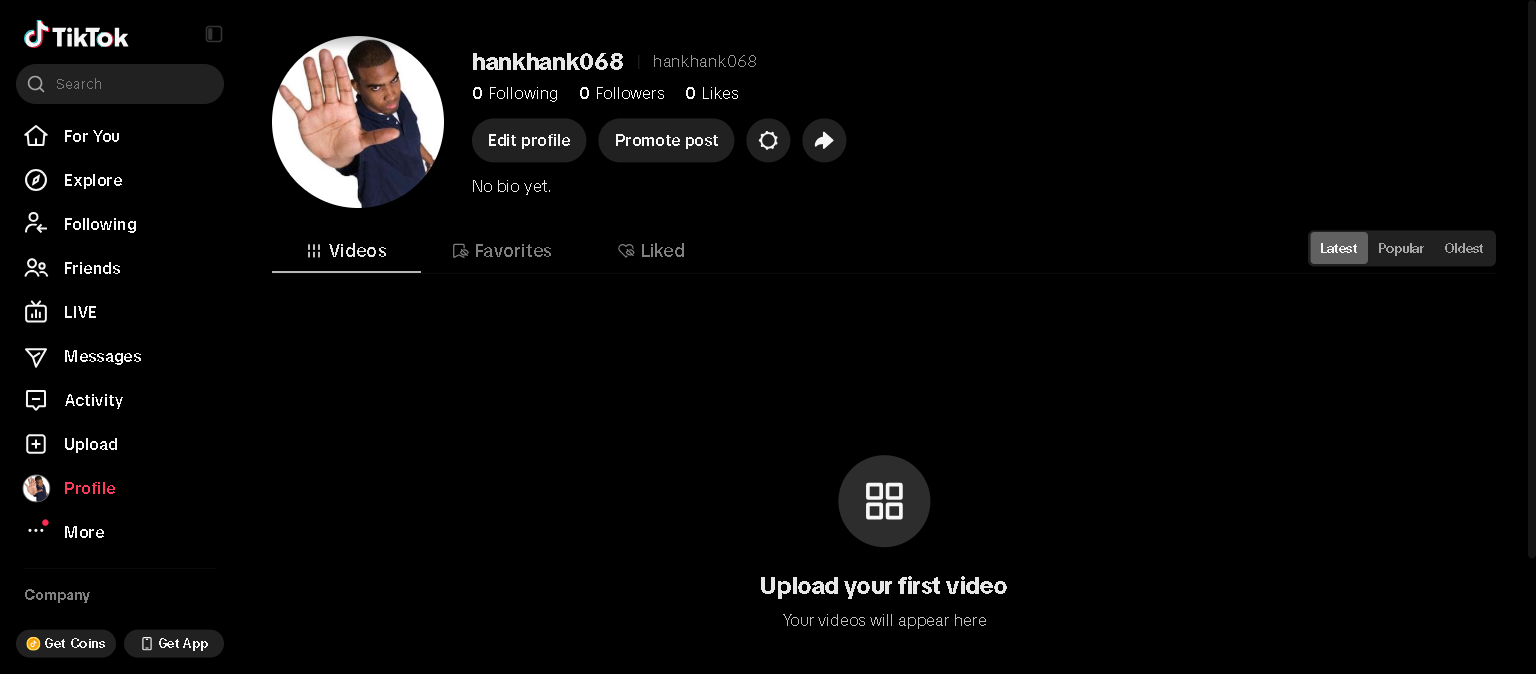 TikTok
Search
For You
Explore
Following
Friends
LIVE
Messages
Activity
Upload
Profile
More
Company
Get Coins Get App
hankhank068 hankhank068
0 Following 0 Followers 0 Likes
Edit profile Promote post
No bio yet.
Videos Favorites Liked
Latest Popular Oldest
Upload your first video
Your videos will appear here